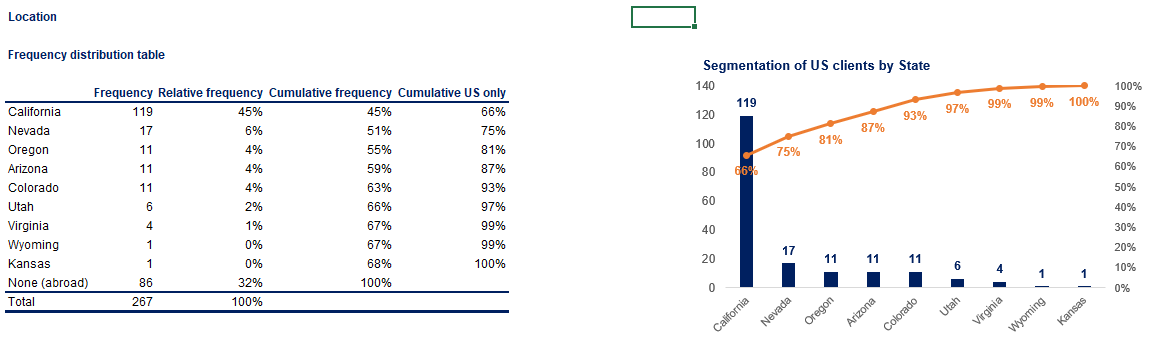 Location
Frequency distribution table
Frequency Relative frequency Cumulative frequency Cumulative US only
California 119 45% 45% 66%
Nevada 17 6% 51% 75%
Oregon 11 4% 55% 81%
Arizona 11 4% 59% 87%
Colorado 11 4% 63% 93%
Utah 6 2% 66% 97%
Virginia 4 1% 67% 99%
Wyoming 1 0% 67% 99%
Kansas 1 0% 68% 100%
None (abroad) 86 32% 100%
Total 267 100%
Segmentation of US clients by State
140
120
100
80
60
40
20
0
119 17 11 11 11 6 4 1 1
66% 75% 81% 87% 93% 97% 99% 99% 100%
100%
90%
80%
70%
60%
50%
40%
30%
20%
10%
0%
California Nevada Oregon Arizona Colorado Utah Virginia Wyoming Kansas